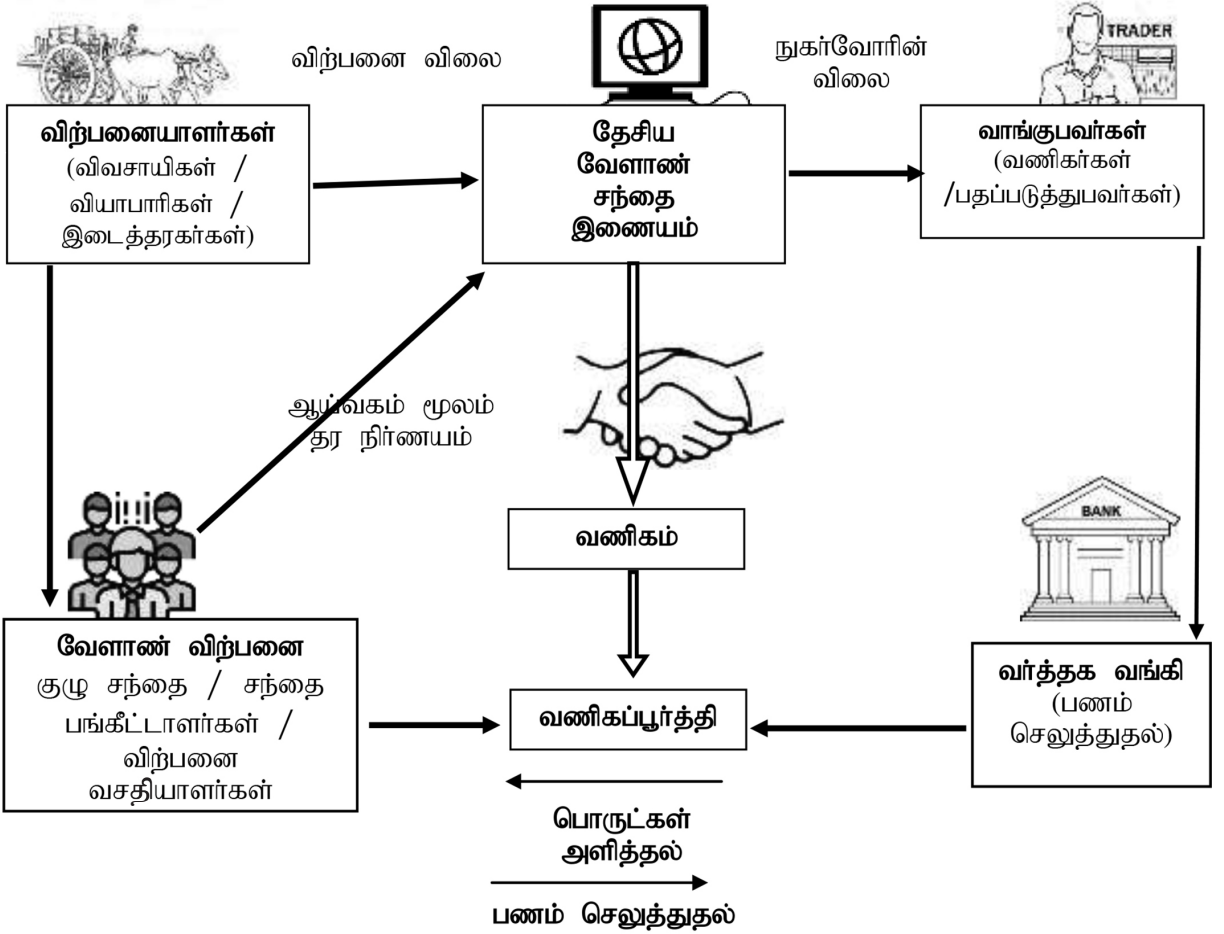 விற்பனை விலை
நுகர்வோரின்
விலை
TRADER
விற்பனையாளர்கள்
(விவசாயிகள் /
வியாபாரிகள் /
இடைத்தரகர்கள்)
தேசிய
வேளாண்
சந்தை
இணையம்
வாங்குபவர்கள்
(வணிகர்கள்
/பதப்படுத்துபவர்கள்)
ஆய்வகம் மூலம்
தர நிர்ணயம்
BANK
வணிகம்
வேளாண் விற்பனை
குழு சந்தை / சந்தை
பங்கீட்டாளர்கள் /
விற்பனை
வசதியாளர்கள்
வணிகப்பூர்த்தி
வர்த்தக வங்கி
(பணம்
செலுத்துதல்)
பொருட்கள்
அளித்தல்
பணம் செலுத்துதல்